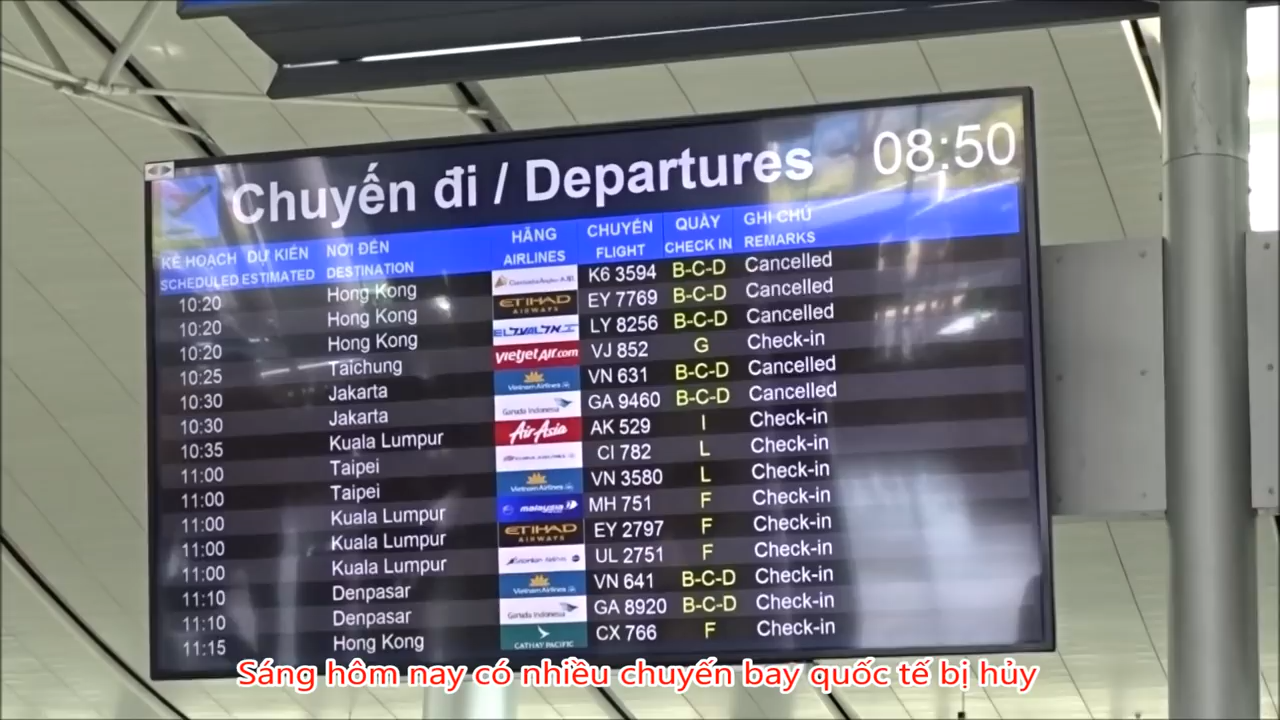 Chuyến đi / Departures 08:50
KẾ HOẠCH DỰ KIẾN NƠI ĐẾN HÃNG CHUYẾN QUẦY GHI CHÚ
SCHEDULED ESTIMATED DESTINATION AIRLINES FLIGHT CHECK IN REMARKS
10:20 Hong Kong K6 3594 B-C-D Cancelled
10:20 Hong Kong ETIHAD AIRWAYS EY 7769 B-C-D Cancelled
10:20 Hong Kong LY 8256 B-C-D Cancelled
10:25 Taichung vietjetAir.com VJ 852 G Check-in
10:30 Jakarta Vietnam Airlines VN 631 B-C-D Cancelled
10:30 Jakarta Garuda Indonesia GA 9460 B-C-D Cancelled
10:35 Kuala Lumpur AirAsia AK 529 I Check-in
11:00 Taipei CI 782 L Check-in
11:00 Taipei Vietnam Airlines VN 3580 L Check-in
11:00 Kuala Lumpur malaysia MH 751 F Check-in
11:00 Kuala Lumpur ETIHAD AIRWAYS EY 2797 F Check-in
11:00 Kuala Lumpur UL 2751 F Check-in
11:10 Denpasar Vietnam Airlines VN 641 B-C-D Check-in
11:10 Denpasar Garuda Indonesia GA 8920 B-C-D Check-in
11:15 Hong Kong CATHAY PACIFIC CX 766 F Check-in
Sáng hôm nay có nhiều chuyến bay quốc tế bị hủy